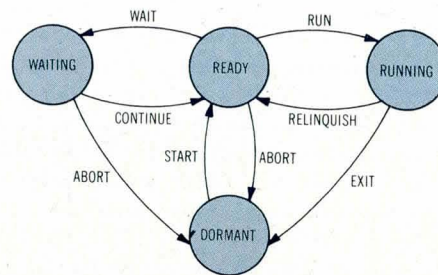 WAIT
RUN
WAITING
READY
RUNNING
CONTINUE
RELINQUISH
START
ABORT
ABORT
EXIT
DORMANT